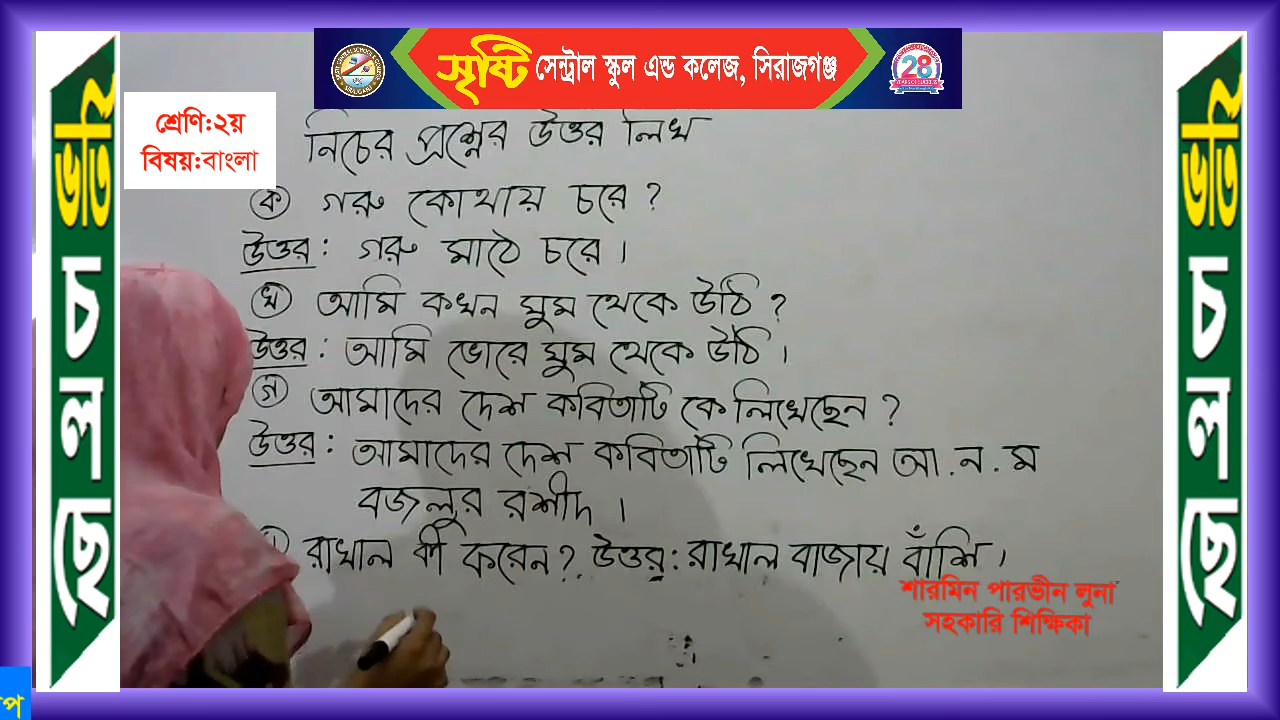 সৃষ্টি সেন্ট্রাল স্কুল এন্ড কলেজ, সিরাজগঞ্জ
28
শ্রেণি:২য়
বিষয়:বাংলা
ভর্তি চলছে
ভর্তি চলছে
নিচের প্রশ্নের উত্তর লিখ
ক গরু কোথায় চরে ?
উত্তর : গরু মাঠে চরে ।
খ আমি কখন ঘুম থেকে উঠি ?
উত্তর : আমি ভোরে ঘুম থেকে উঠি ।
গ আমাদের দেশ কবিতাটি কে লিখেছেন ?
উত্তর : আমাদের দেশ কবিতাটি লিখেছেন আ . ন . ম
বজলুর রশীদ ।
রাখাল কী করেন ? উত্তর : রাখাল বাজায় বাঁশি ।
শারমিন পারভীন লুনা
সহকারি শিক্ষিকা